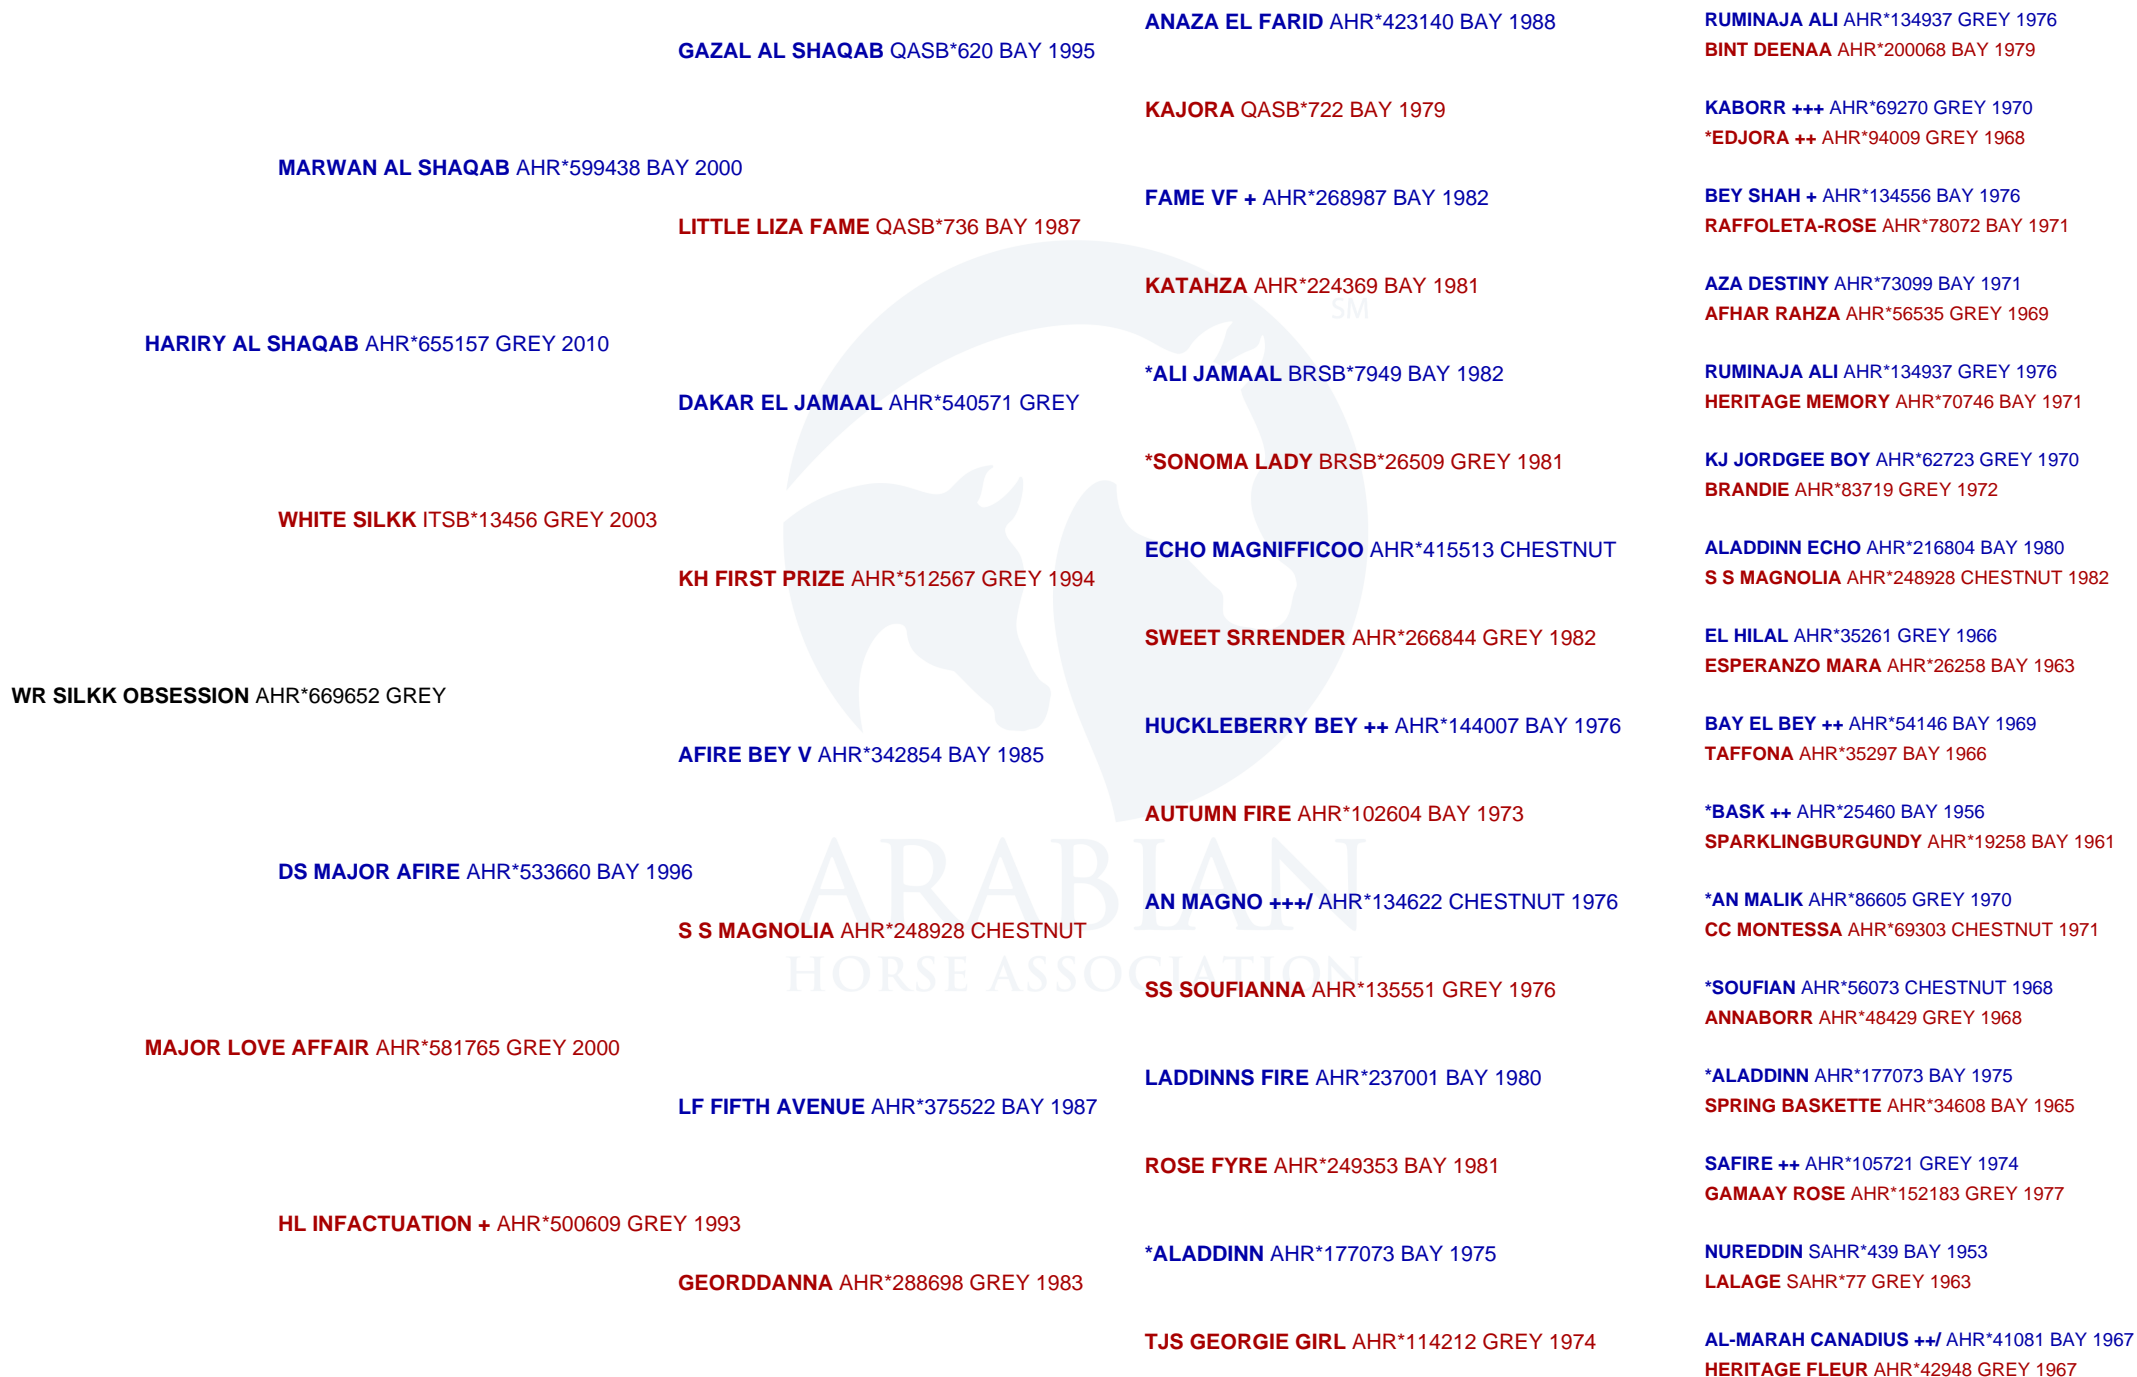 ANAZA EL FARID AHR*423140 BAY 1988
RUMINAJA ALI AHR*134937 GREY 1976
GAZAL AL SHAQAB QASB*620 BAY 1995
BINT DEENAA AHR*200068 BAY 1979
KAJORA QASB*722 BAY 1979
KABORR +++ AHR*69270 GREY 1970
*EDJORA ++ AHR*94009 GREY 1968
MARWAN AL SHAQAB AHR*599438 BAY 2000
FAME VF + AHR*268987 BAY 1982
BEY SHAH + AHR*134556 BAY 1976
LITTLE LIZA FAME QASB*736 BAY 1987
RAFFOLETA-ROSE AHR*78072 BAY 1971
KATAHZA AHR*224369 BAY 1981
AZA DESTINY AHR*73099 BAY 1971
SM
AFHAR RAHZA AHR*56535 GREY 1969
HARIRY AL SHAQAB AHR*655157 GREY 2010
*ALI JAMAAL BRSB*7949 BAY 1982
RUMINAJA ALI AHR*134937 GREY 1976
DAKAR EL JAMAAL AHR*540571 GREY
HERITAGE MEMORY AHR*70746 BAY 1971
*SONOMA LADY BRSB*26509 GREY 1981
KJ JORDGEE BOY AHR*62723 GREY 1970
BRANDIE AHR*83719 GREY 1972
WHITE SILKK ITSB*13456 GREY 2003
ECHO MAGNIFFICOO AHR*415513 CHESTNUT
ALADDINN ECHO AHR*216804 BAY 1980
KH FIRST PRIZE AHR*512567 GREY 1994
S S MAGNOLIA AHR*248928 CHESTNUT 1982
SWEET SRRENDER AHR*266844 GREY 1982
EL HILAL AHR*35261 GREY 1966
ESPERANZO MARA AHR*26258 BAY 1963
WR SILKK OBSESSION AHR*669652 GREY
HUCKLEBERRY BEY ++ AHR*144007 BAY 1976
BAY EL BEY ++ AHR*54146 BAY 1969
AFIRE BEY V AHR*342854 BAY 1985
TAFFONA AHR*35297 BAY 1966
AUTUMN FIRE AHR*102604 BAY 1973
*BASK ++ AHR*25460 BAY 1956
SPARKLINGBURGUNDY AHR*19258 BAY 1961
DS MAJOR AFIRE AHR*533660 BAY 1996
ARABIAN
AN MAGNO +++/ AHR*134622 CHESTNUT 1976
*AN MALIK AHR*86605 GREY 1970
S S MAGNOLIA AHR*248928 CHESTNUT
CC MONTESSA AHR*69303 CHESTNUT 1971
HORSE ASSOCIATION
SS SOUFIANNA AHR*135551 GREY 1976
*SOUFIAN AHR*56073 CHESTNUT 1968
ANNABORR AHR*48429 GREY 1968
MAJOR LOVE AFFAIR AHR*581765 GREY 2000
LADDINNS FIRE AHR*237001 BAY 1980
*ALADDINN AHR*177073 BAY 1975
LF FIFTH AVENUE AHR*375522 BAY 1987
SPRING BASKETTE AHR*34608 BAY 1965
ROSE FYRE AHR*249353 BAY 1981
SAFIRE ++ AHR*105721 GREY 1974
GAMAAY ROSE AHR*152183 GREY 1977
HL INFACTUATION + AHR*500609 GREY 1993
*ALADDINN AHR*177073 BAY 1975
NUREDDIN SAHR*439 BAY 1953
GEORDDANNA AHR*288698 GREY 1983
LALAGE SAHR*77 GREY 1963
TJS GEORGIE GIRL AHR*114212 GREY 1974
AL-MARAH CANADIUS ++/ AHR*41081 BAY 1967
HERITAGE FLEUR AHR*42948 GREY 1967